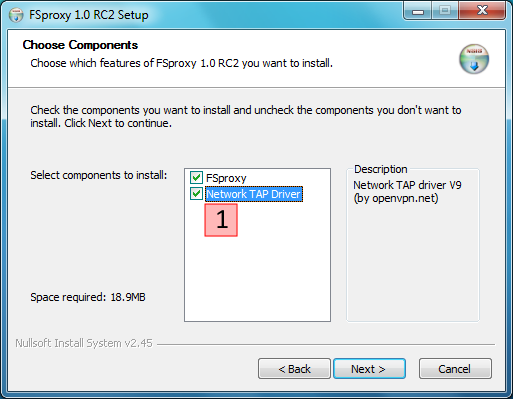 FSproxy 1.0 RC2 Setup
Choose Components
Choose which features of FSproxy 1.0 RC2 you want to install.
Check the components you want to install and uncheck the components you don't want to
install. Click Next to continue.
Select components to install:
FSproxy
Network TAP Driver
1
Description
Network TAP driver V9
(by openvpn.net)
Space required: 18.9MB
Nullsoft Install System v2.45
< Back
Next >
Cancel